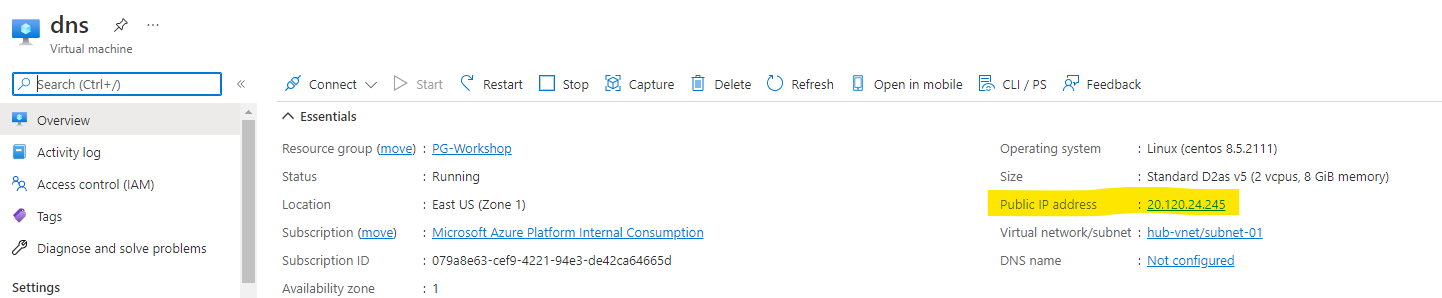 dns
Virtual machine
Search (Ctrl+/)
Overview
Activity log
Access control (IAM)
Tags
Diagnose and solve problems
Settings
Connect Start Restart Stop Capture Delete Refresh Open in mobile CLI / PS Feedback
Essentials
Resource group (move) : PG-Workshop
Status : Running
Location : East US (Zone 1)
Subscription (move) : Microsoft Azure Platform Internal Consumption
Subscription ID : 079a8e63-cef9-4221-94e3-de42ca64665d
Availability zone : 1
Operating system : Linux (centos 8.5.2111)
Size : Standard D2as v5 (2 vcpus, 8 GiB memory)
Public IP address : 20.120.24.245
Virtual network/subnet : hub-vnet/subnet-01
DNS name : Not configured